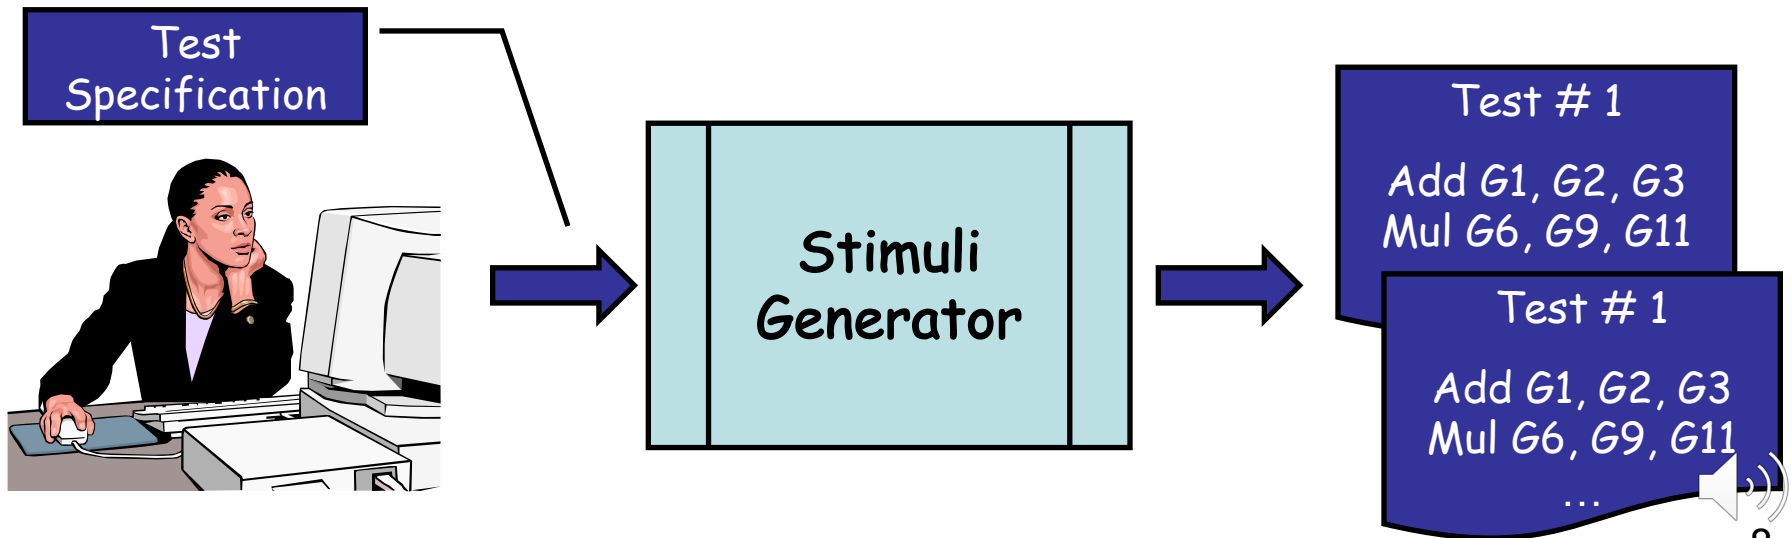 Test
Specification
Stimuli
Generator
Test # 1
Add G1, G2, G3
Mul G6, G9, G11
Test # 1
Add G1, G2, G3
Mul G6, G9, G11
...